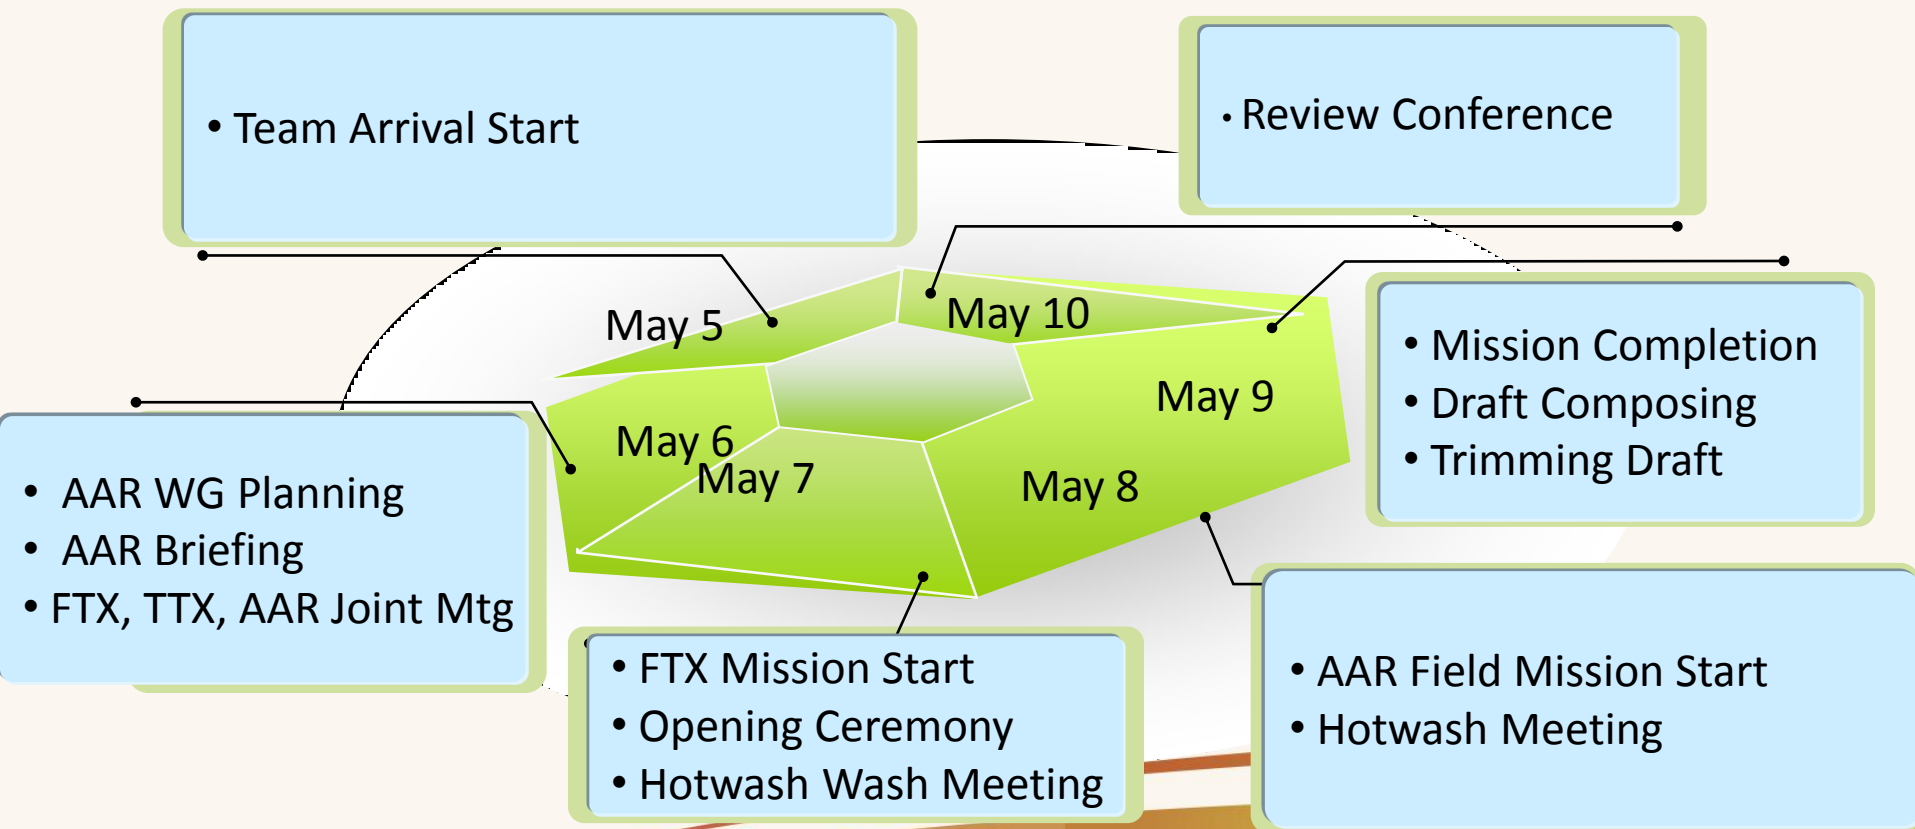 • Team Arrival Start
• Review Conference
May 5
May 10
• Mission Completion
• Draft Composing
• Trimming Draft
May 9
May 6
May 7
May 8
• AAR WG Planning
• AAR Briefing
• FTX, TTX, AAR Joint Mtg
• FTX Mission Start
• Opening Ceremony
• Hotwash Wash Meeting
• AAR Field Mission Start
• Hotwash Meeting